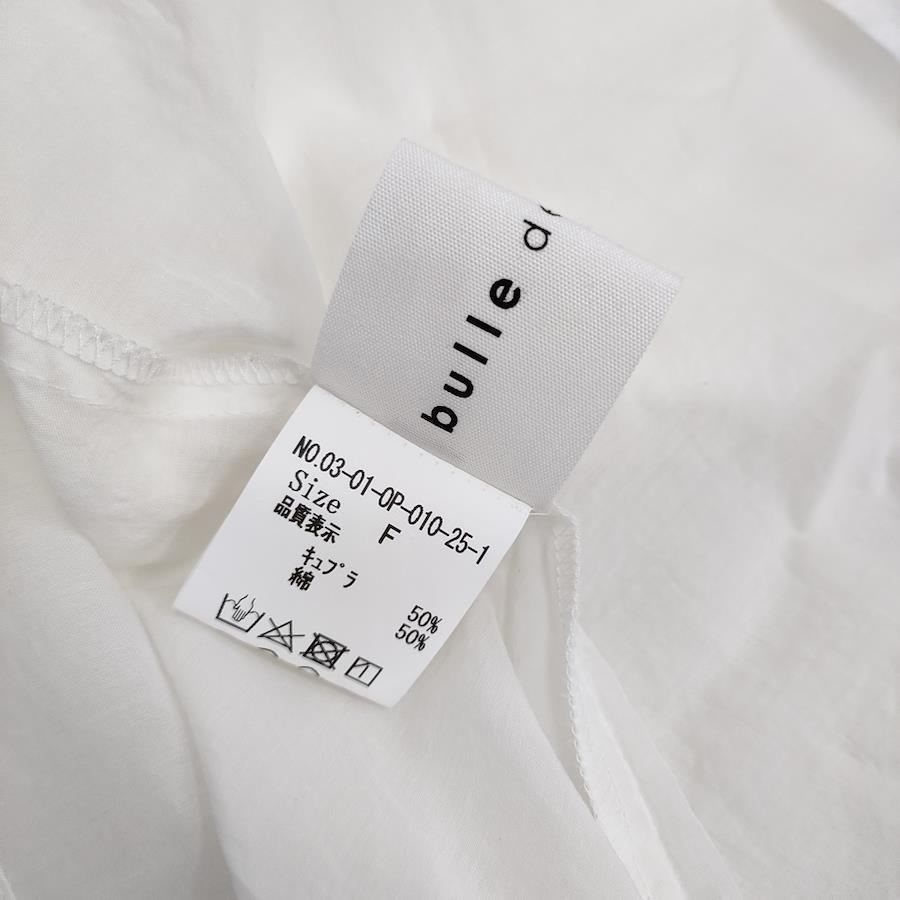 bulle de
NO.03-01-OP-010-25-1
Size F
品質表示
キュプラ 50%
綿 50%